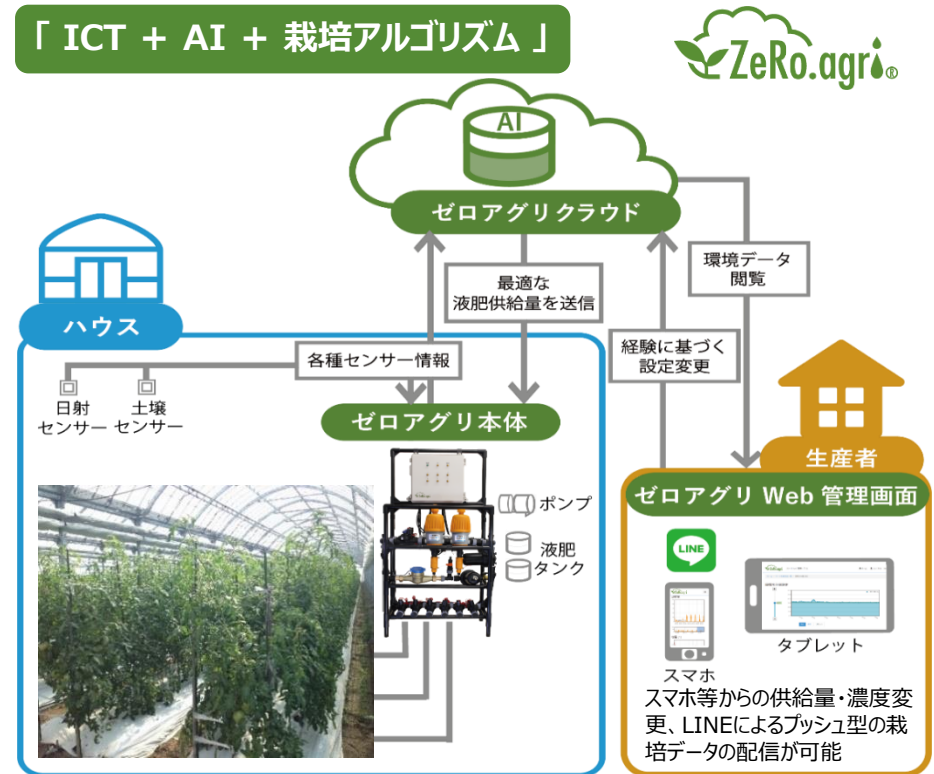 「 ICT + AI + 栽培アルゴリズム 」
ZeRo.agri®
AI
ゼロアグリクラウド
環境データ
閲覧
最適な
液肥供給量を送信
ハウス
各種センサー情報
経験に基づく
設定変更
日射
センサー
土壌
センサー
ゼロアグリ本体
生産者
ゼロアグリ Web 管理画面
ポンプ
液肥
タンク
LINE
タブレット
スマホ
スマホ等からの供給量・濃度変
更、LINEによるプッシュ型の栽
培データの配信が可能